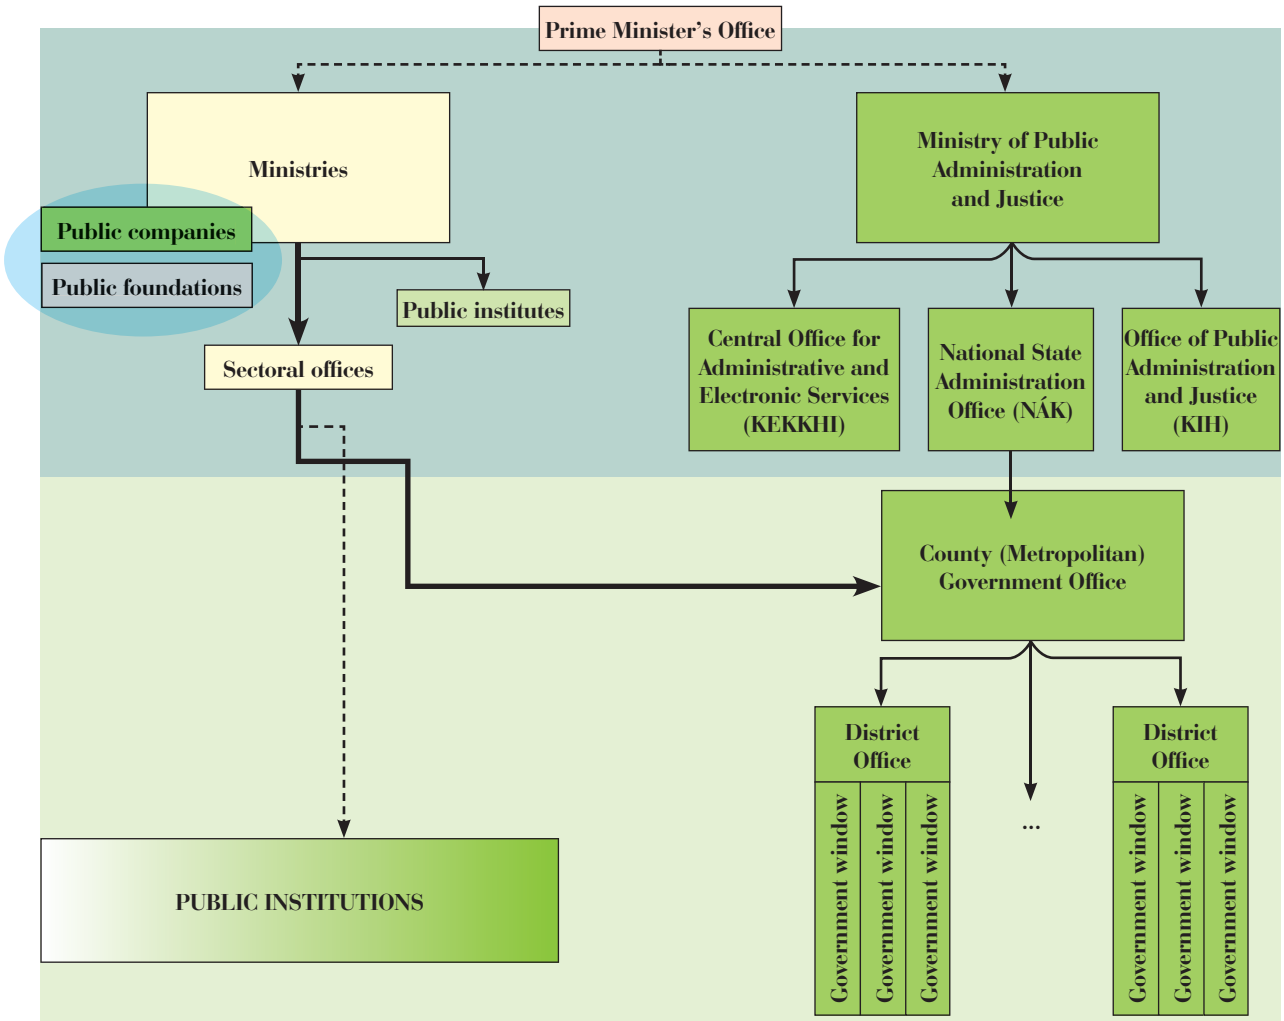 Prime Minister’s Office
Ministries
Ministry of Public
Administration
and Justice
Public companies
Public foundations
Public institutes
Sectoral offices
Central Office for
Administrative and
Electronic Services
(KEKKHI)
National State
Administration
Office (NÁK)
Office of Public
Administration
and Justice
(KIH)
County (Metropolitan)
Government Office
District
Office
Government window
Government window
Government window
...
District
Office
Government window
Government window
Government window
PUBLIC INSTITUTIONS